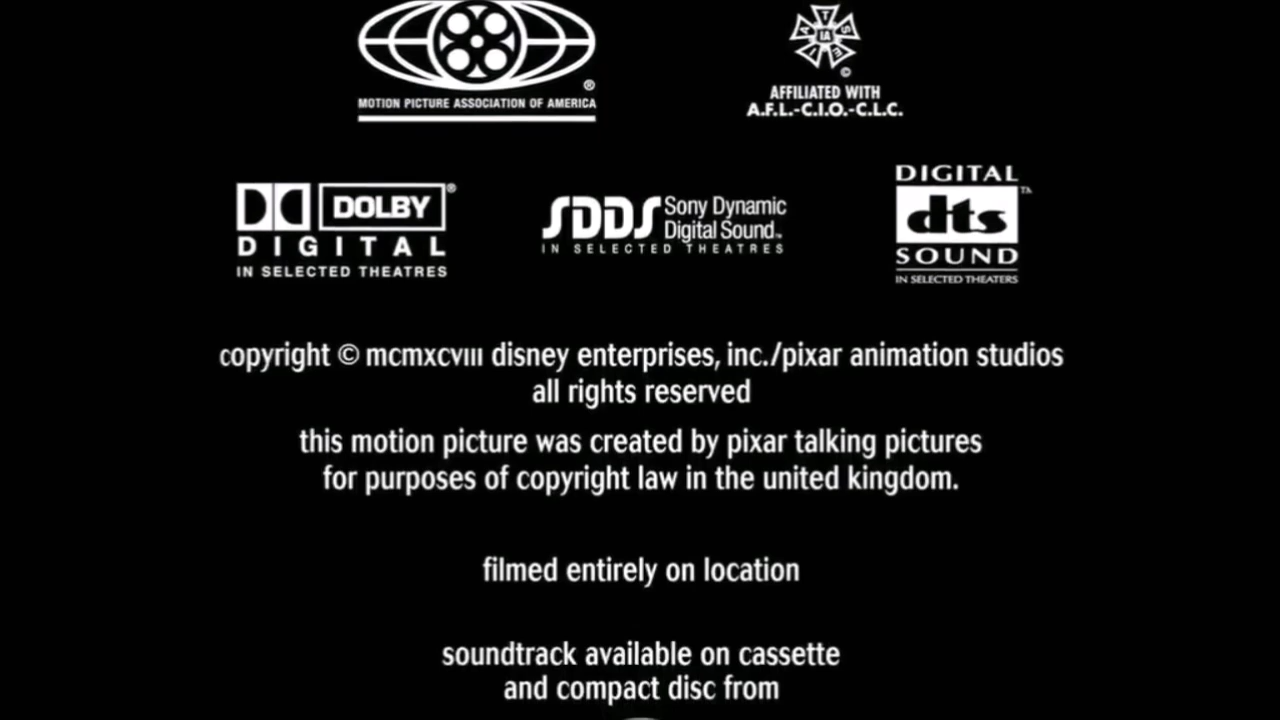 MOTION PICTURE ASSOCIATION OF AMERICA
®
I A T S E
IA
©
AFFILIATED WITH
A.F.L.-C.I.O.-C.L.C.
DOLBY®
DIGITAL
IN SELECTED THEATRES
SDDS Sony Dynamic
Digital Sound™
IN SELECTED THEATRES
DIGITAL
dts™
SOUND
IN SELECTED THEATERS
copyright © mcmxcviii disney enterprises, inc./pixar animation studios
all rights reserved
this motion picture was created by pixar talking pictures
for purposes of copyright law in the united kingdom.
filmed entirely on location
soundtrack available on cassette
and compact disc from